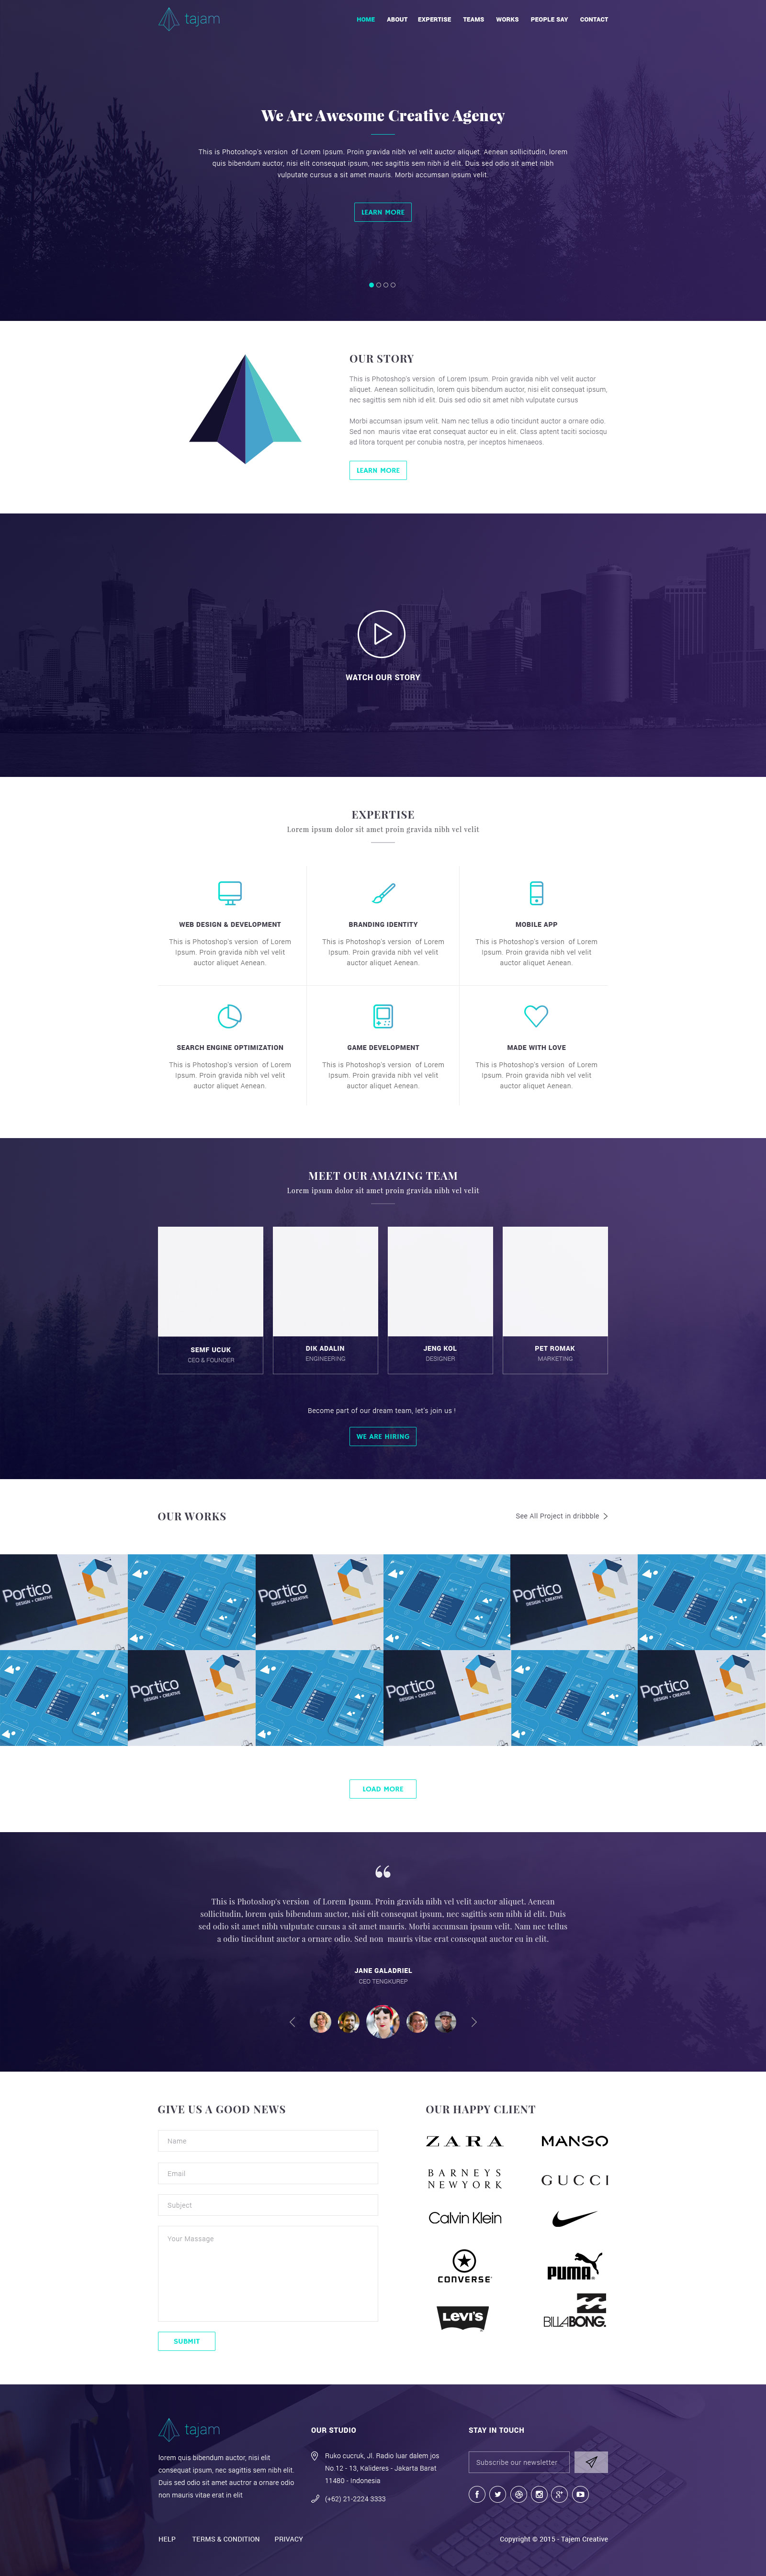 tajam
HOME ABOUT EXPERTISE TEAMS WORKS PEOPLE SAY CONTACT
We Are Awesome Creative Agency
This is Photoshop's version of Lorem Ipsum. Proin gravida nibh vel velit auctor aliquet. Aenean sollicitudin, lorem
quis bibendum auctor, nisi elit consequat ipsum, nec sagittis sem nibh id elit. Duis sed odio sit amet nibh
vulputate cursus a sit amet mauris. Morbi accumsan ipsum velit.
LEARN MORE
OUR STORY
This is Photoshop's version of Lorem Ipsum. Proin gravida nibh vel velit auctor
aliquet. Aenean sollicitudin, lorem quis bibendum auctor, nisi elit consequat ipsum,
nec sagittis sem nibh id elit. Duis sed odio sit amet nibh vulputate cursus
Morbi accumsan ipsum velit. Nam nec tellus a odio tincidunt auctor a ornare odio.
Sed non mauris vitae erat consequat auctor eu in elit. Class aptent taciti sociosqu
ad litora torquent per conubia nostra, per inceptos himenaeos.
LEARN MORE
WATCH OUR STORY
EXPERTISE
Lorem ipsum dolor sit amet proin gravida nibh vel velit
WEB DESIGN & DEVELOPMENT
This is Photoshop's version of Lorem
Ipsum. Proin gravida nibh vel velit
auctor aliquet Aenean.
BRANDING IDENTITY
This is Photoshop's version of Lorem
Ipsum. Proin gravida nibh vel velit
auctor aliquet Aenean.
MOBILE APP
This is Photoshop's version of Lorem
Ipsum. Proin gravida nibh vel velit
auctor aliquet Aenean.
SEARCH ENGINE OPTIMIZATION
This is Photoshop's version of Lorem
Ipsum. Proin gravida nibh vel velit
auctor aliquet Aenean.
GAME DEVELOPMENT
This is Photoshop's version of Lorem
Ipsum. Proin gravida nibh vel velit
auctor aliquet Aenean.
MADE WITH LOVE
This is Photoshop's version of Lorem
Ipsum. Proin gravida nibh vel velit
auctor aliquet Aenean.
MEET OUR AMAZING TEAM
Lorem ipsum dolor sit amet proin gravida nibh vel velit
SEMF UCUK
CEO & FOUNDER
DIK ADALIN
ENGINEERING
JENG KOL
DESIGNER
PET ROMAK
MARKETING
Become part of our dream team, let's join us !
WE ARE HIRING
OUR WORKS
See All Project in dribbble
Portico
DESIGN + CREATIVE
Portico
DESIGN + CREATIVE
Portico
DESIGN + CREATIVE
Portico
DESIGN + CREATIVE
Portico
DESIGN + CREATIVE
Portico
DESIGN + CREATIVE
LOAD MORE
“
This is Photoshop's version of Lorem Ipsum. Proin gravida nibh vel velit auctor aliquet. Aenean
sollicitudin, lorem quis bibendum auctor, nisi elit consequat ipsum, nec sagittis sem nibh id elit. Duis
sed odio sit amet nibh vulputate cursus a sit amet mauris. Morbi accumsan ipsum velit. Nam nec tellus
a odio tincidunt auctor a ornare odio. Sed non mauris vitae erat consequat auctor eu in elit.
JANE GALADRIEL
CEO TENGKUREP
GIVE US A GOOD NEWS
Name
Email
Subject
Your Massage
SUBMIT
OUR HAPPY CLIENT
ZARA
MANGO
BARNEYS
NEWYORK
GUCCI
Calvin Klein
CONVERSE
PUMA
LEVI'S
BILLABONG
tajam
lorem quis bibendum auctor, nisi elit
consequat ipsum, nec sagittis sem nibh elit.
Duis sed odio sit amet auctror a ornare odio
non mauris vitae erat in elit
OUR STUDIO
Ruko cucruk, Jl. Radio luar dalem jos
No.12 - 13, Kalideres - Jakarta Barat
11480 - Indonesia
(+62) 21-2224 3333
STAY IN TOUCH
Subscribe our newsletter
HELP TERMS & CONDITION PRIVACY
Copyright © 2015 - Tajem Creative